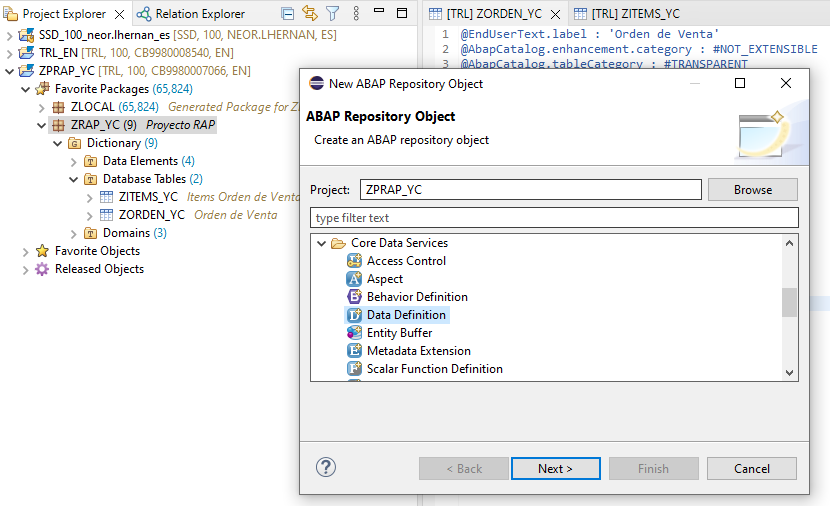 Project Explorer
Relation Explorer
SSD_100_neor.lhernan_es [SSD, 100, NEOR.LHERNAN, ES]
TRL_EN [TRL, 100, CB9980008540, EN]
ZPRAP_YC [TRL, 100, CB9980007066, EN]
Favorite Packages (65,824)
ZLOCAL (65,824) Generated Package for Z
ZRAP_YC (9) Proyecto RAP
Dictionary (9)
Data Elements (4)
Database Tables (2)
ZITEMS_YC Items Orden de Venta
ZORDEN_YC Orden de Venta
Domains (3)
Favorite Objects
Released Objects
[TRL] ZORDEN_YC
[TRL] ZITEMS_YC
1 @EndUserText.label : 'Orden de Venta'
2 @AbapCatalog.enhancement.category : #NOT_EXTENSIBLE
3 @AbapCatalog.tableCategory : #TRANSPARENT
New ABAP Repository Object
ABAP Repository Object
Create an ABAP repository object
Project: ZPRAP_YC Browse
type filter text
Core Data Services
Access Control
Aspect
Behavior Definition
Data Definition
Entity Buffer
Metadata Extension
Scalar Function Definition
? < Back Next > Finish Cancel